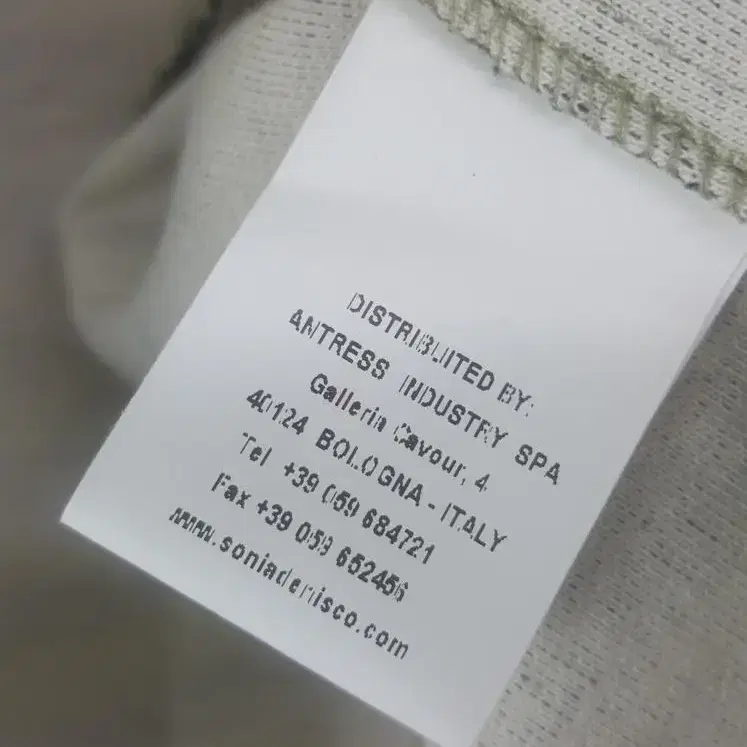 DISTRIBUITED BY:
ANTRESS INDUSTRY SPA
Galleria Cavour, 4
40124 BOLOGNA - ITALY
Tel +39 059 684721
Fax +39 059 652456
www.soniadenisco.com